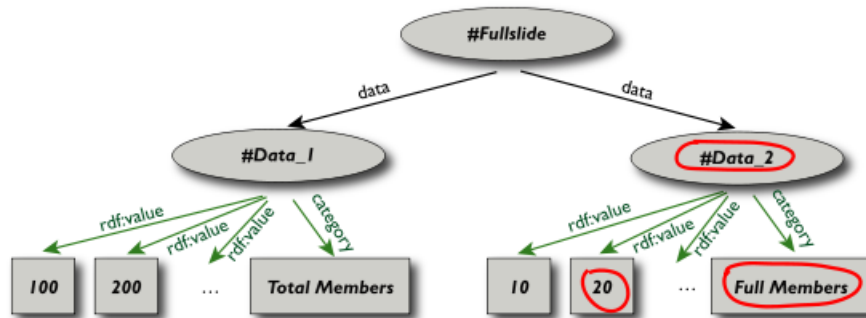 #Fullslide
data
data
#Data_1
#Data_2
rdf:value
rdf:value
rdf:value
category
rdf:value
rdf:value
rdf:value
category
100
200
...
Total Members
10
20
...
Full Members